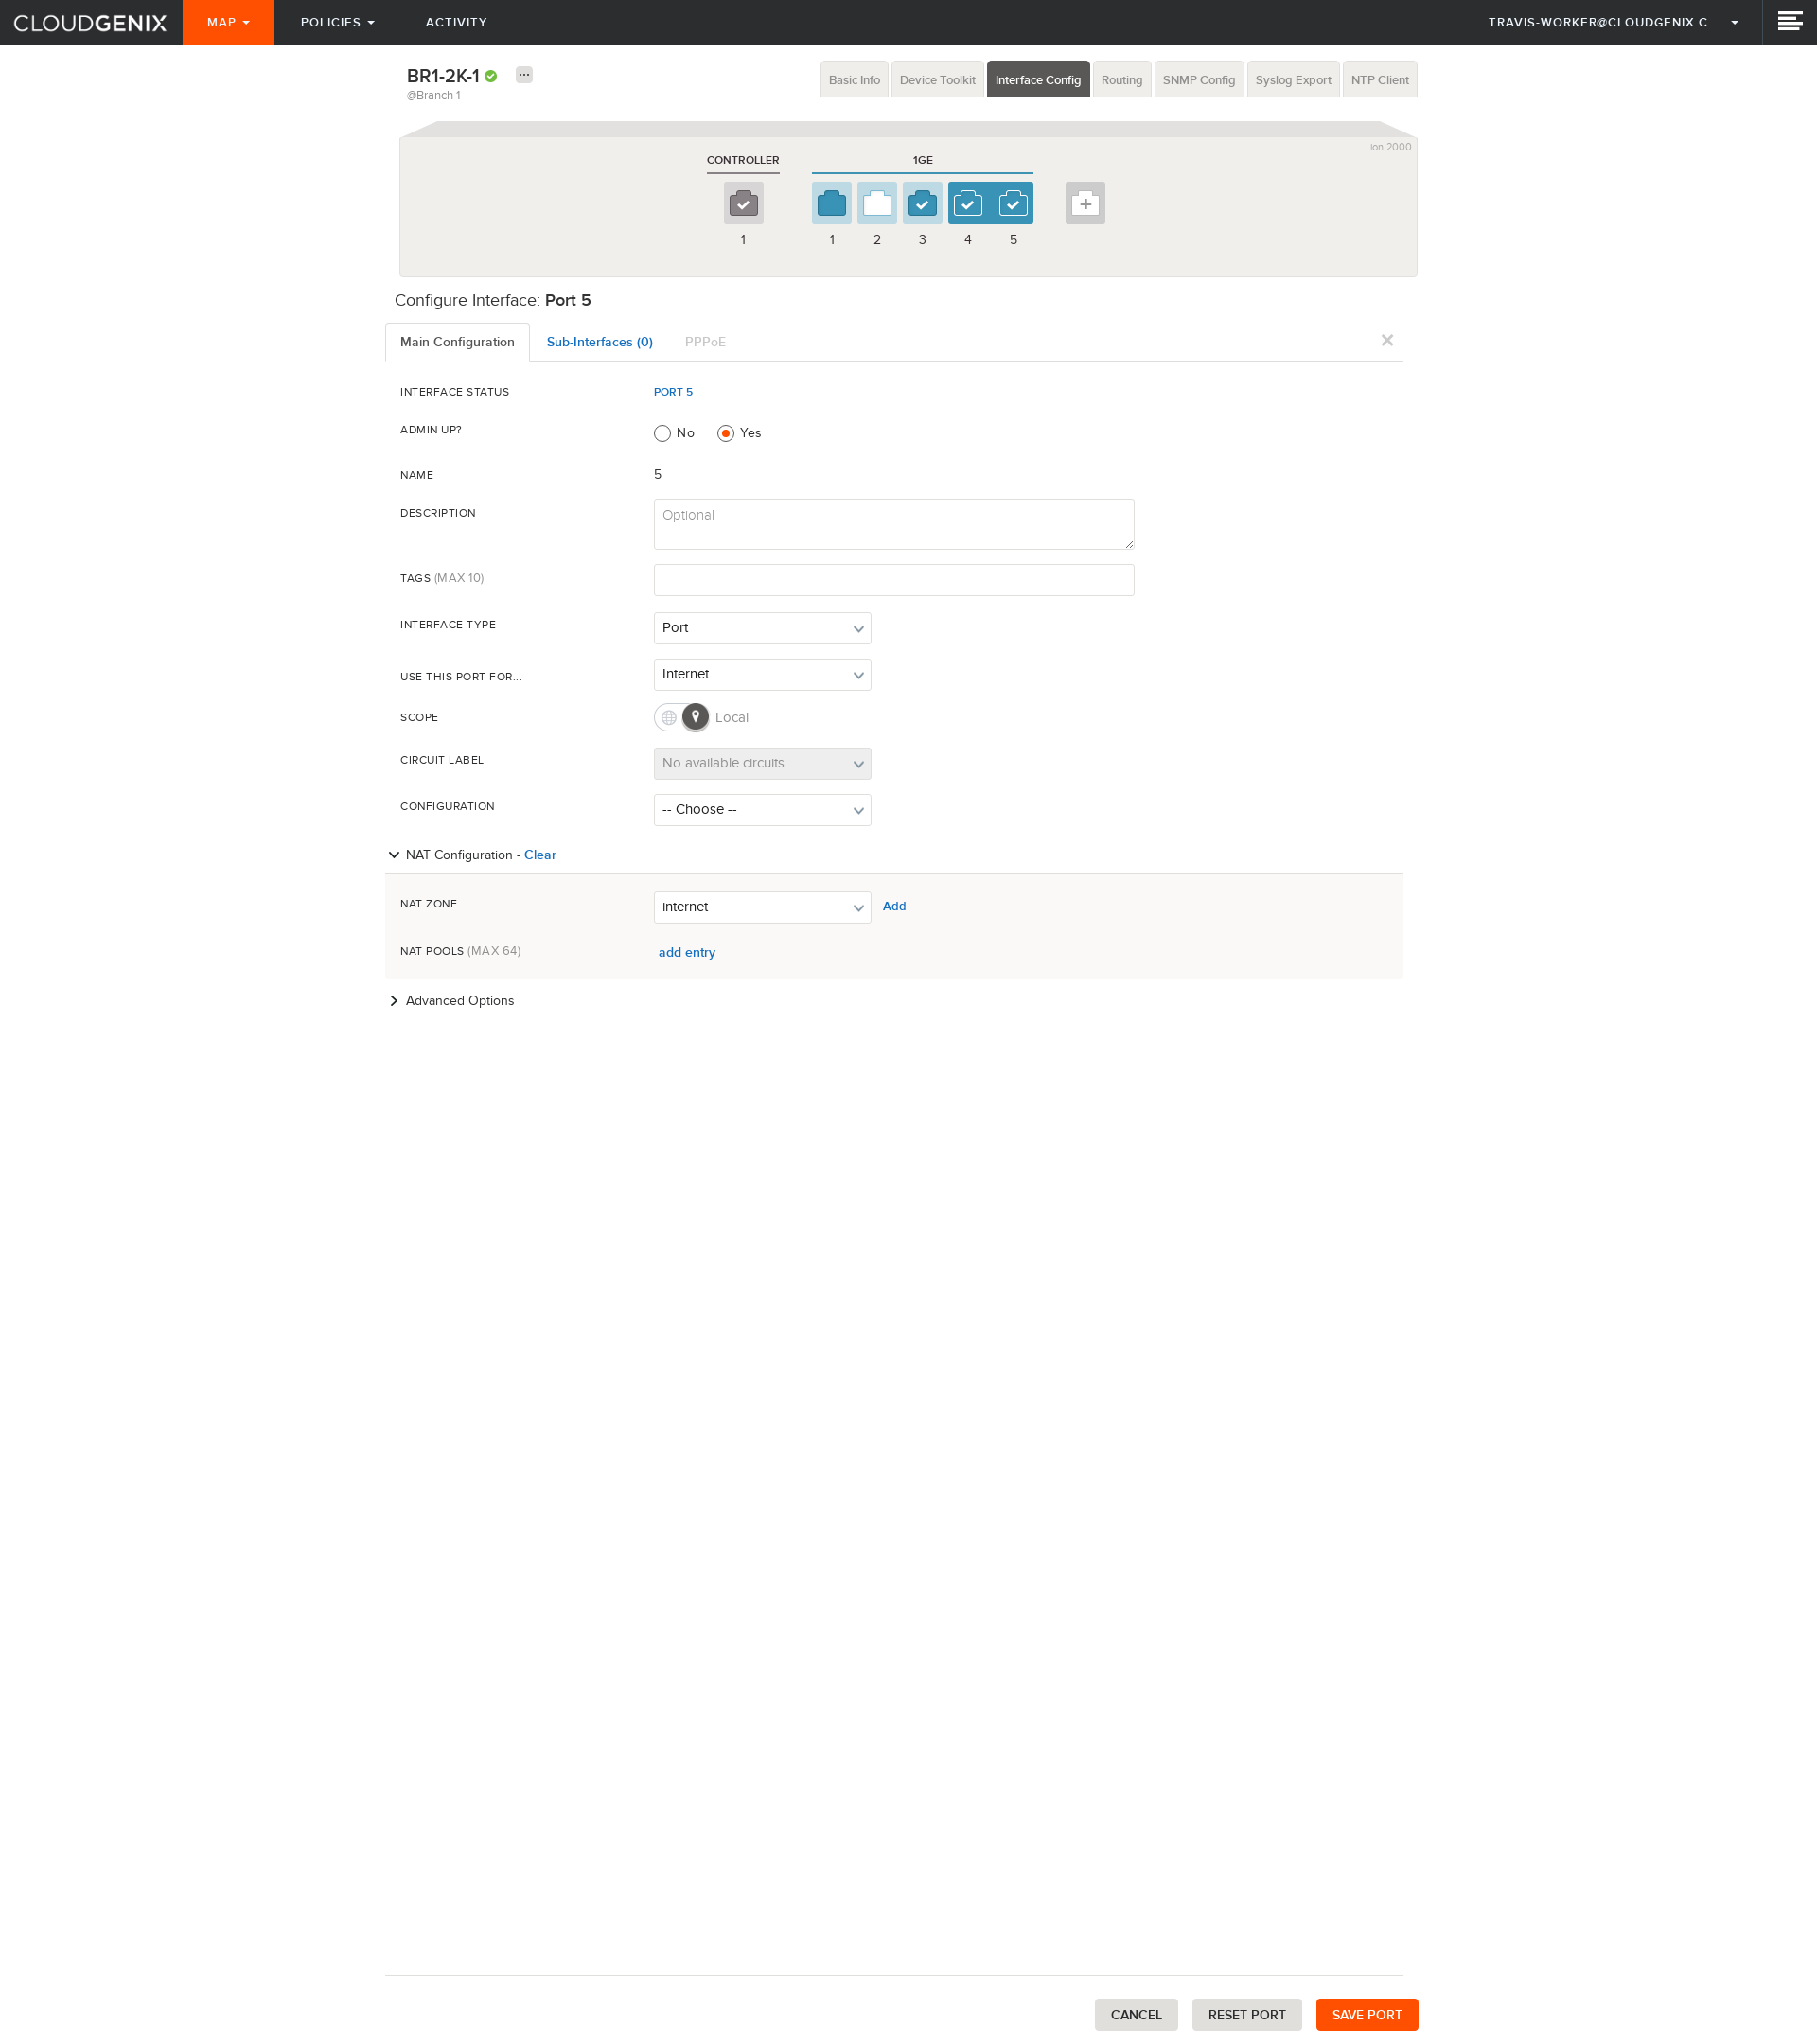 CLOUDGENIX MAP POLICIES ACTIVITY TRAVIS-WORKER@CLOUDGENIX.C...
BR1-2K-1
@Branch 1
Basic Info Device Toolkit Interface Config Routing SNMP Config Syslog Export NTP Client
ion 2000
CONTROLLER 1GE
1 1 2 3 4 5
Configure Interface: Port 5
Main Configuration Sub-Interfaces (0) PPPoE
INTERFACE STATUS PORT 5
ADMIN UP? No Yes
NAME 5
DESCRIPTION Optional
TAGS (MAX 10)
INTERFACE TYPE Port
USE THIS PORT FOR... Internet
SCOPE Local
CIRCUIT LABEL No available circuits
CONFIGURATION -- Choose --
NAT Configuration - Clear
NAT ZONE internet Add
NAT POOLS (MAX 64) add entry
Advanced Options
CANCEL RESET PORT SAVE PORT